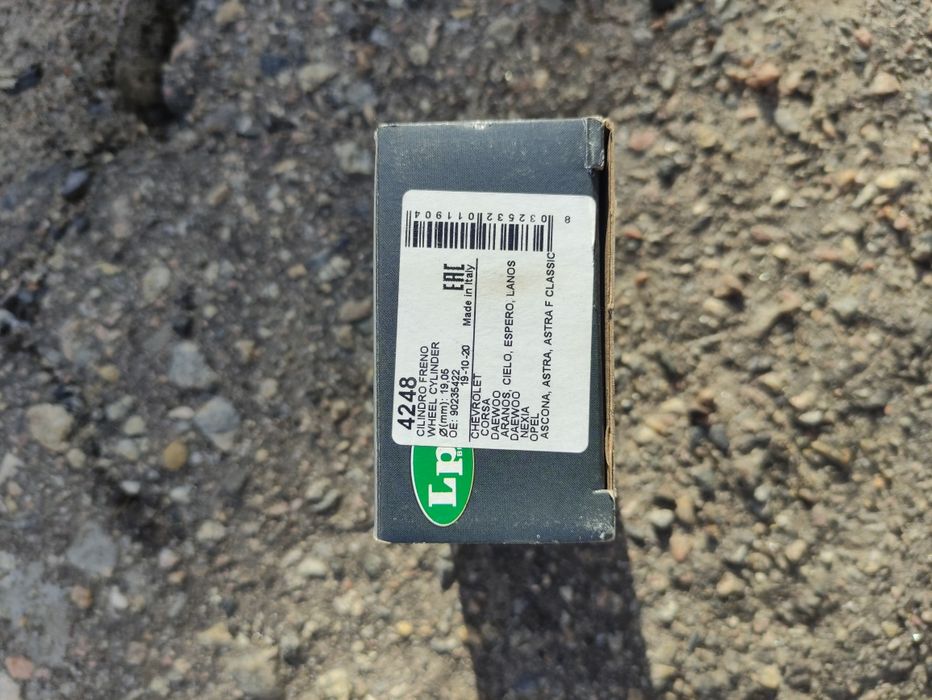 4248
CILINDRO FRENO
WHEEL CYLINDER
Ø(mm): 19,05
OE: 90235422
19-10-20 Made in Italy
EAC
CHEVROLET
CORSA
DAEWOO
ARANOS, CIELO, ESPERO, LANOS
DAEWOO
NEXIA
OPEL
ASCONA, ASTRA, ASTRA F CLASSIC
8 032532 011904
Lp